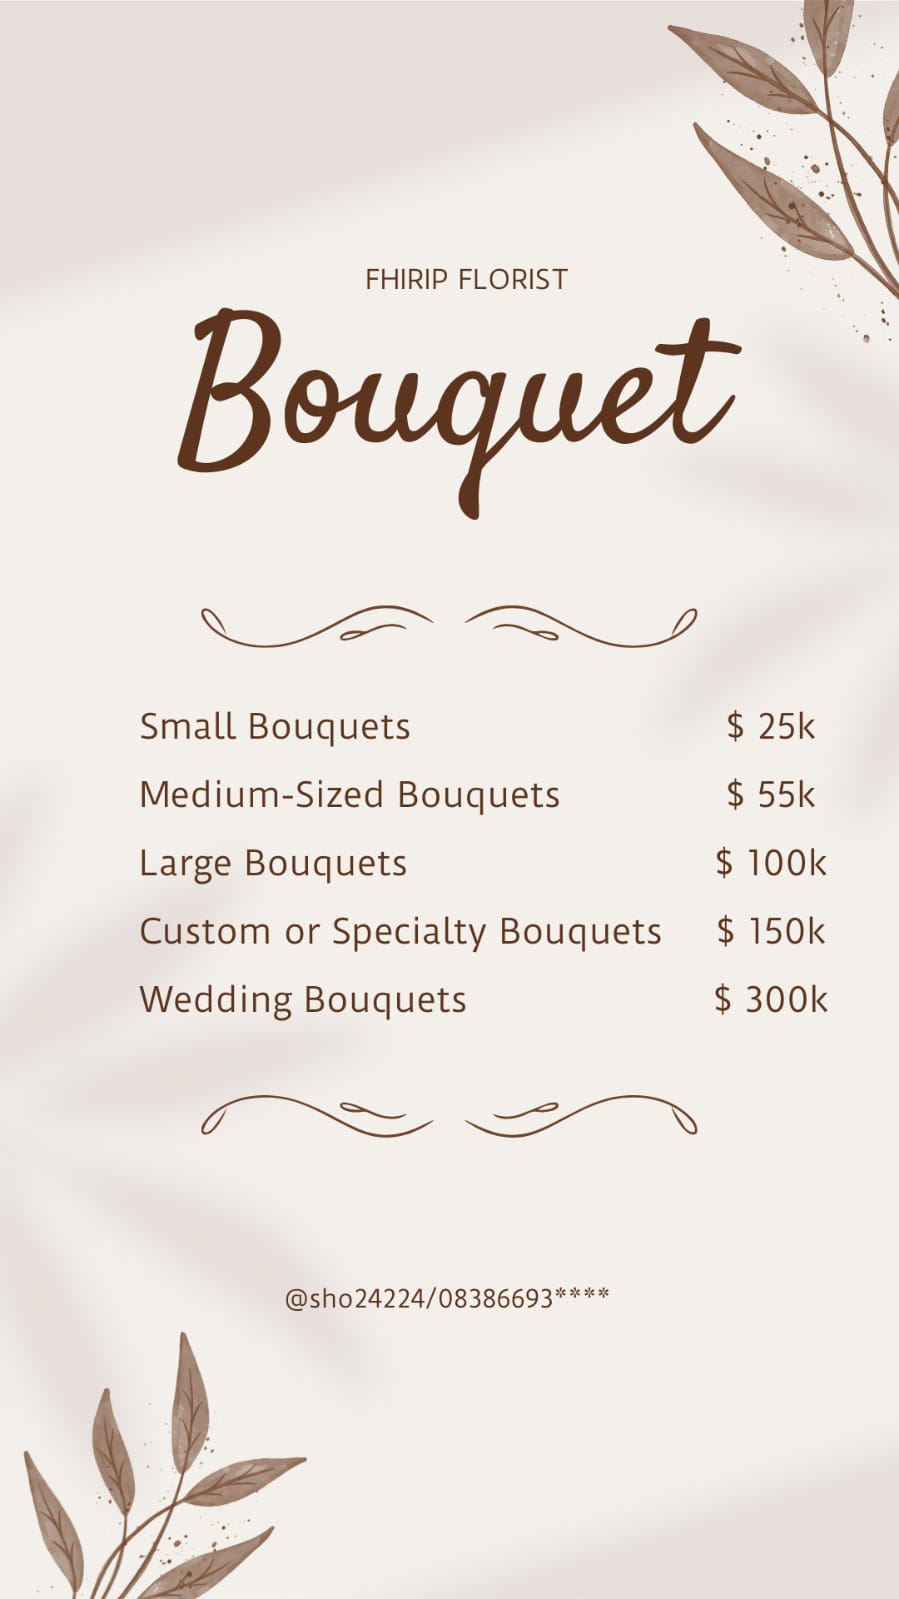 FHIRIP FLORIST
Bouquet
Small Bouquets $ 25k
Medium-Sized Bouquets $ 55k
Large Bouquets $ 100k
Custom or Specialty Bouquets $ 150k
Wedding Bouquets $ 300k
@sho24224/08386693****